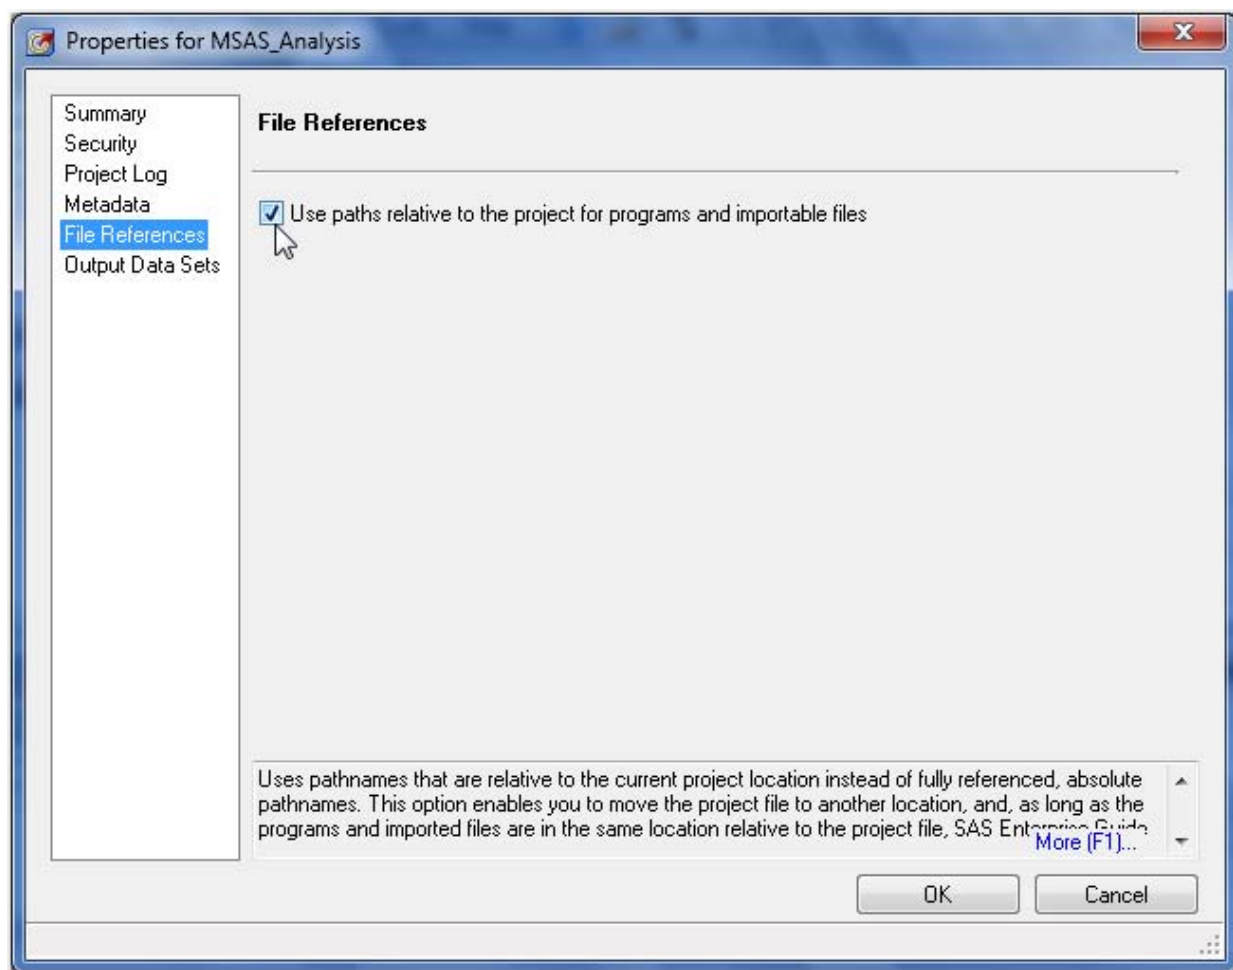 Properties for MSAS_Analysis
Summary
Security
Project Log
Metadata
File References
Output Data Sets
File References
Use paths relative to the project for programs and importable files
Uses pathnames that are relative to the current project location instead of fully referenced, absolute
pathnames. This option enables you to move the project file to another location, and, as long as the
programs and imported files are in the same location relative to the project file, SAS Enterprise Guide
More (F1)...
OK
Cancel